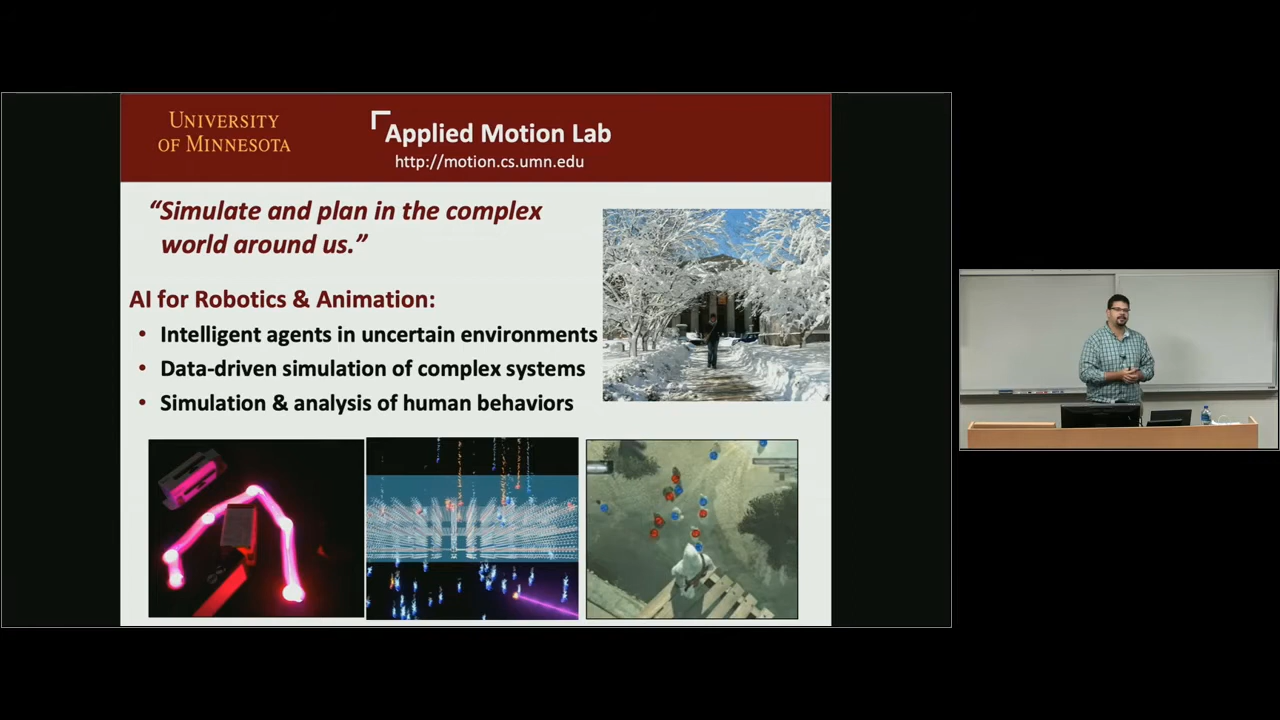 UNIVERSITY
OF MINNESOTA
Applied Motion Lab
http://motion.cs.umn.edu
“Simulate and plan in the complex
world around us.”
AI for Robotics & Animation:
• Intelligent agents in uncertain environments
• Data-driven simulation of complex systems
• Simulation & analysis of human behaviors